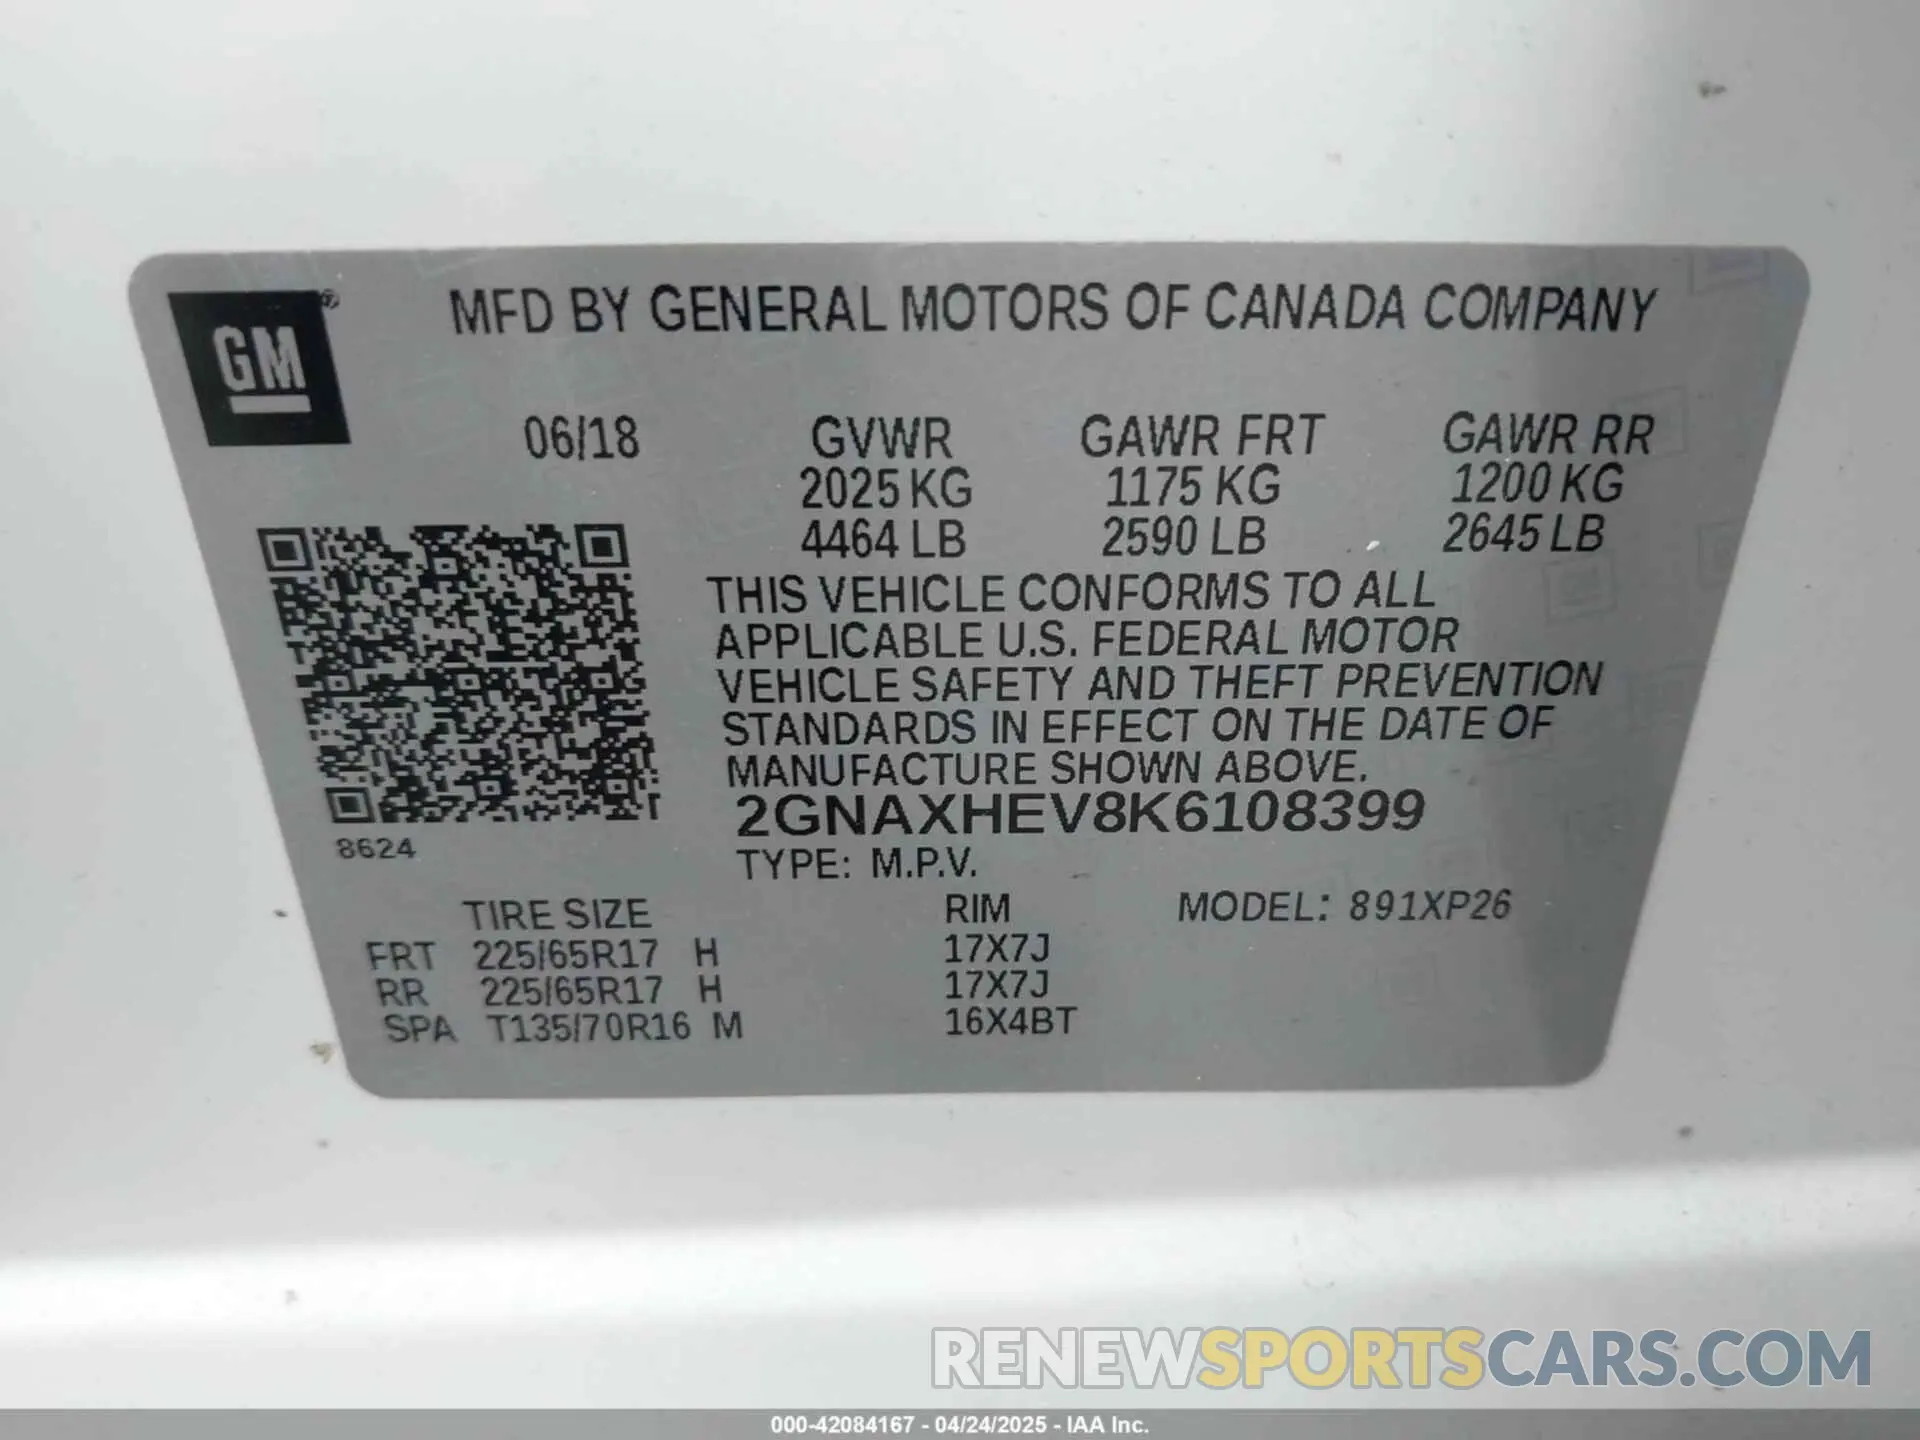 MFD BY GENERAL MOTORS OF CANADA COMPANY
GM ®
06/18 GVWR GAWR FRT GAWR RR
2025 KG 1175 KG 1200 KG
4464 LB 2590 LB 2645 LB
THIS VEHICLE CONFORMS TO ALL
APPLICABLE U.S. FEDERAL MOTOR
VEHICLE SAFETY AND THEFT PREVENTION
STANDARDS IN EFFECT ON THE DATE OF
MANUFACTURE SHOWN ABOVE.
2GNAXHEV8K6108399
8624
TYPE: M.P.V.
TIRE SIZE RIM MODEL: 891XP26
FRT 225/65R17 H 17X7J
RR 225/65R17 H 17X7J
SPA T135/70R16 M 16X4BT
RENEWSPORTSCARS.COM
000-42084167 - 04/24/2025 - IAA Inc.